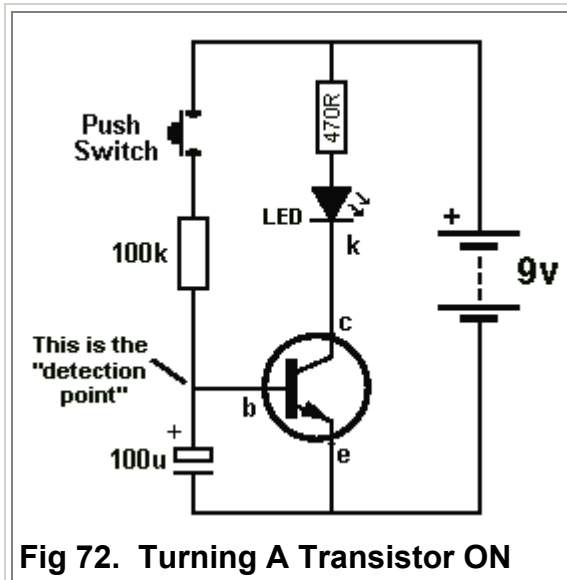 Push
Switch
470R
LED
k
+
9v
100k
c
This is the
"detection
point"
b
+
100u
e
Fig 72. Turning A Transistor ON